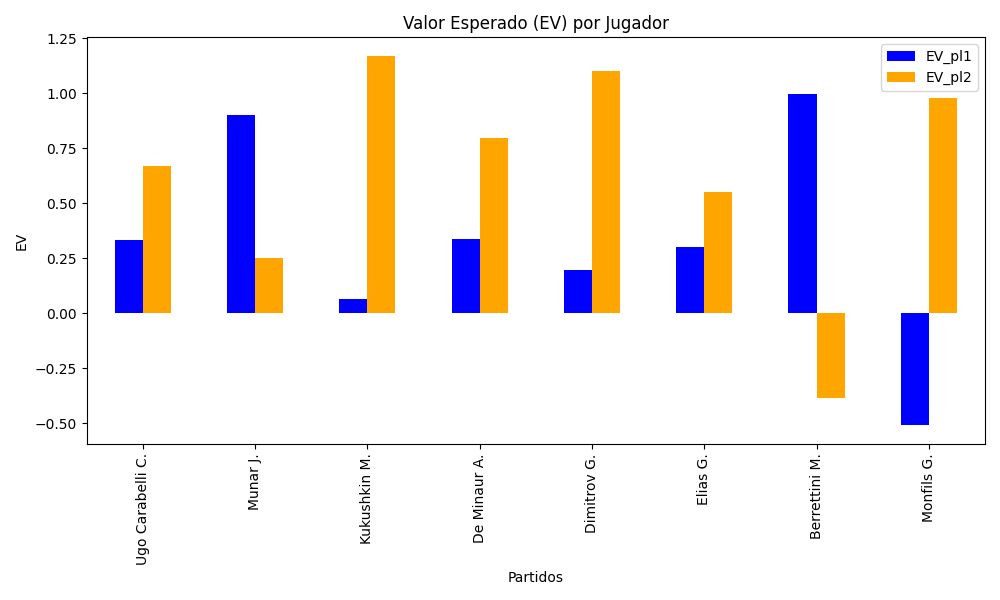 Valor Esperado (EV) por Jugador
EV_pl1
EV_pl2
1.25
1.00
0.75
0.50
0.25
0.00
−0.25
−0.50
EV
Ugo Carabelli C.
Munar J.
Kukushkin M.
De Minaur A.
Dimitrov G.
Elias G.
Berrettini M.
Monfils G.
Partidos